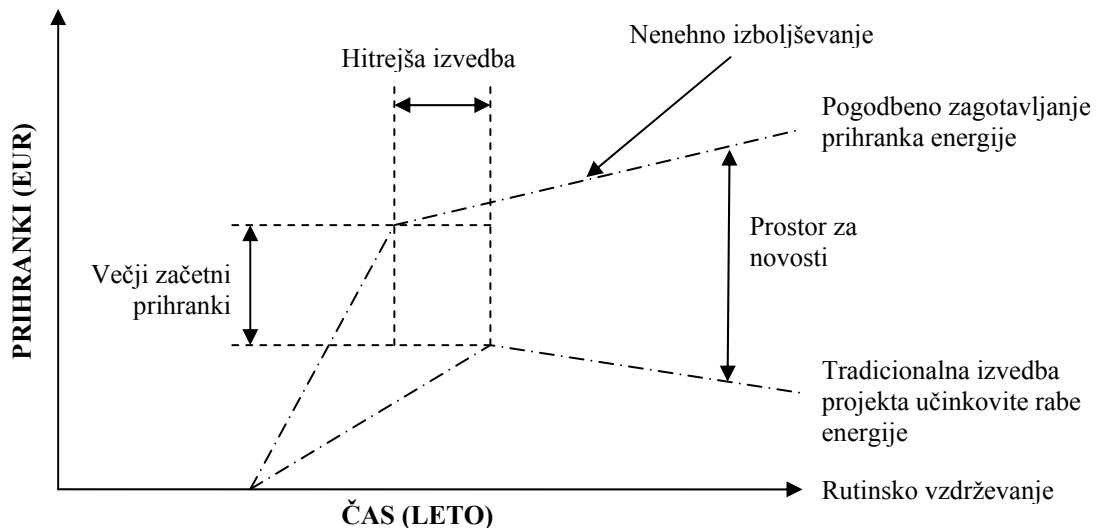 Nenehno izboljševanje
Hitrejša izvedba
Pogodbeno zagotavljanje
prihranka energije
PRIHRANKI (EUR)
Prostor za
novosti
Večji začetni
prihranki
Tradicionalna izvedba
projekta učinkovite rabe
energije
Rutinsko vzdrževanje
ČAS (LETO)